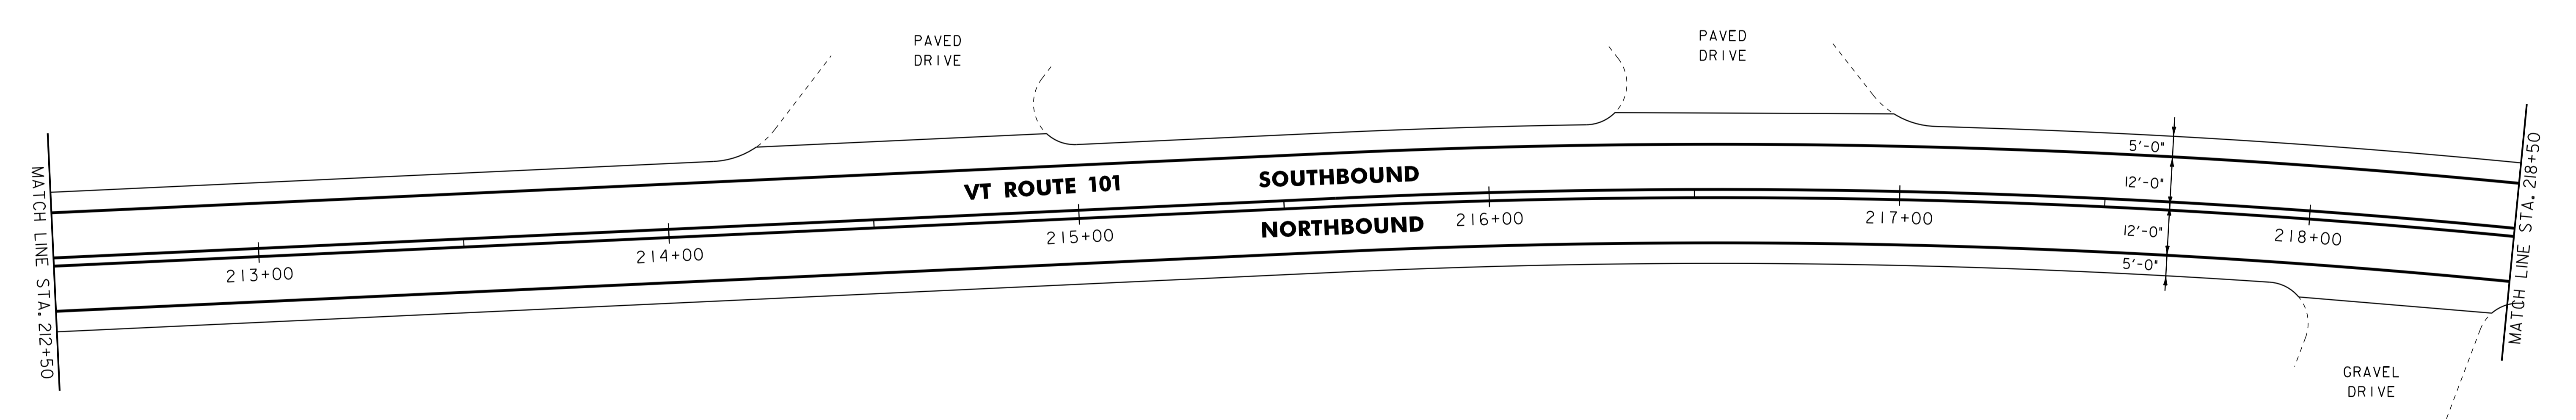 PAVED
DRIVE
PAVED
DRIVE
MATCH LINE STA. 212+50
VT ROUTE 101
SOUTHBOUND
NORTHBOUND
213+00
214+00
215+00
216+00
217+00
218+00
5'-0"
12'-0"
12'-0"
5'-0"
MATCH LINE STA. 218+50
GRAVEL
DRIVE